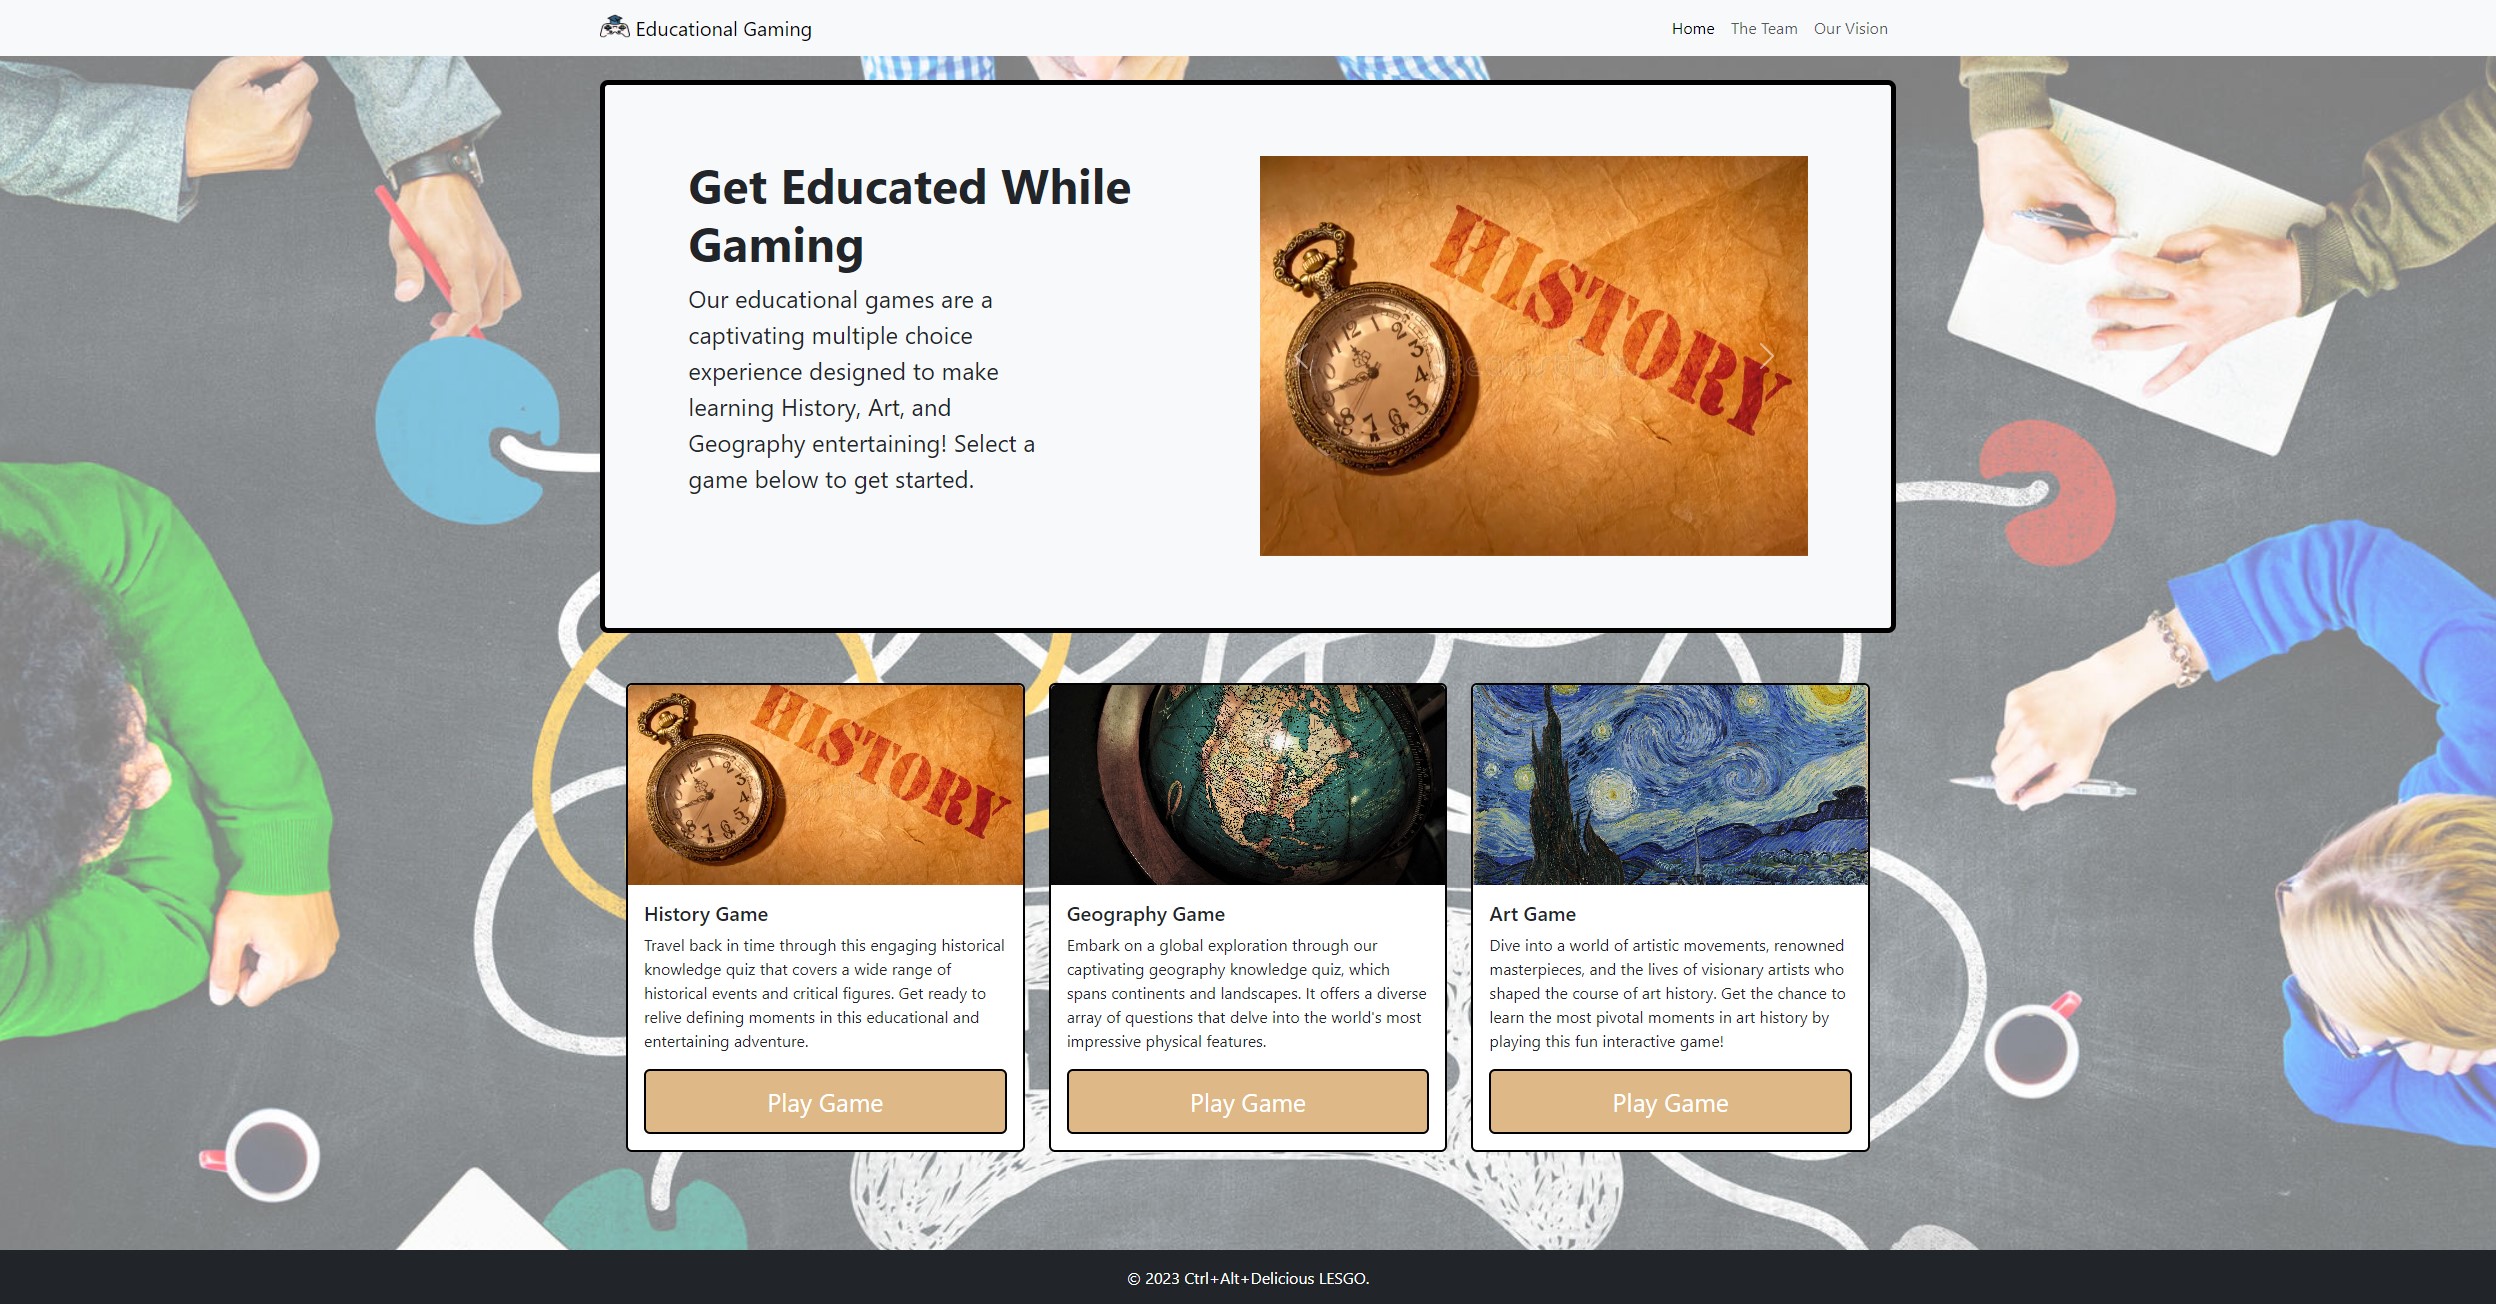 Educational Gaming
Home The Team Our Vision
Get Educated While
Gaming
Our educational games are a
captivating multiple choice
experience designed to make
learning History, Art, and
Geography entertaining! Select a
game below to get started.
HISTORY
HISTORY
History Game
Travel back in time through this engaging historical
knowledge quiz that covers a wide range of
historical events and critical figures. Get ready to
relive defining moments in this educational and
entertaining adventure.
Play Game
Geography Game
Embark on a global exploration through our
captivating geography knowledge quiz, which
spans continents and landscapes. It offers a diverse
array of questions that delve into the world's most
impressive physical features.
Play Game
Art Game
Dive into a world of artistic movements, renowned
masterpieces, and the lives of visionary artists who
shaped the course of art history. Get the chance to
learn the most pivotal moments in art history by
playing this fun interactive game!
Play Game
© 2023 Ctrl+Alt+Delicious LESGO.